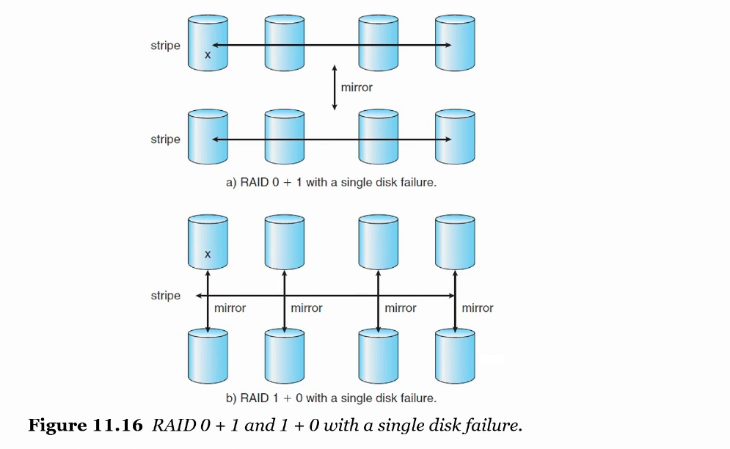 stripe
x
mirror
stripe
a) RAID 0 + 1 with a single disk failure.
x
stripe
mirror mirror mirror mirror
b) RAID 1 + 0 with a single disk failure.
Figure 11.16 RAID 0 + 1 and 1 + 0 with a single disk failure.